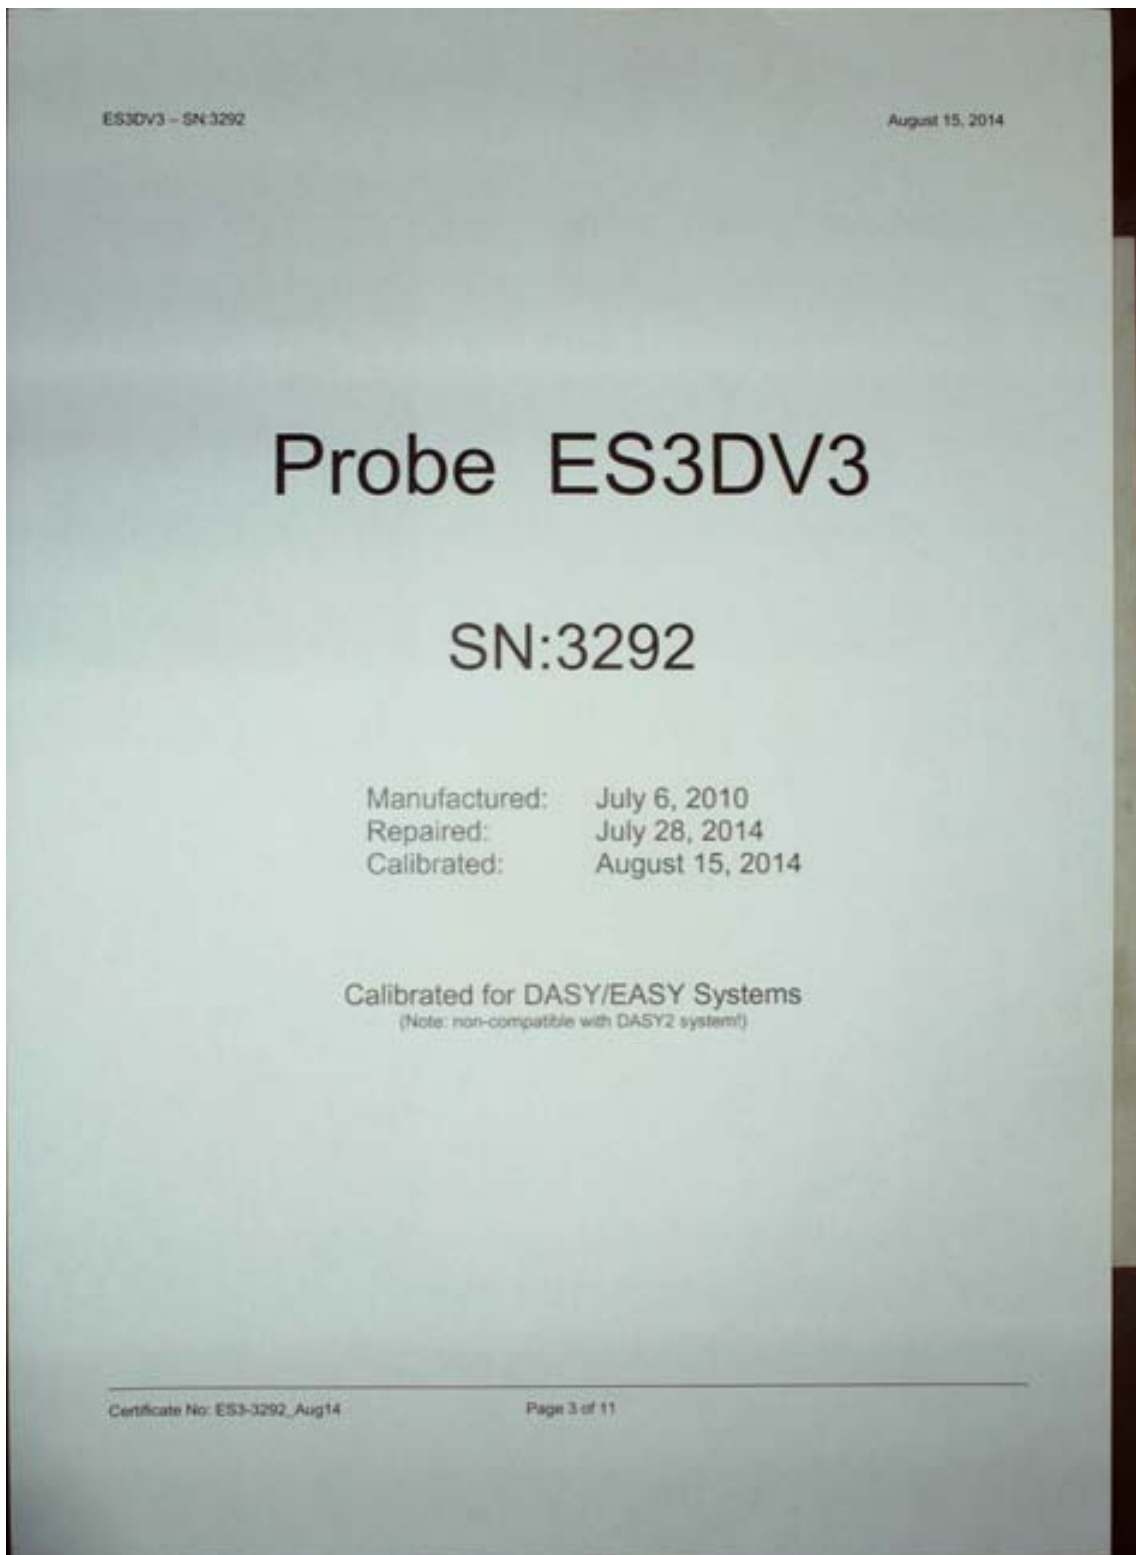 ES3DV3 – SN:3292 August 15, 2014
Probe ES3DV3
SN:3292
Manufactured: July 6, 2010
Repaired: July 28, 2014
Calibrated: August 15, 2014
Calibrated for DASY/EASY Systems
(Note: non-compatible with DASY2 system!)
Certificate No: ES3-3292_Aug14 Page 3 of 11